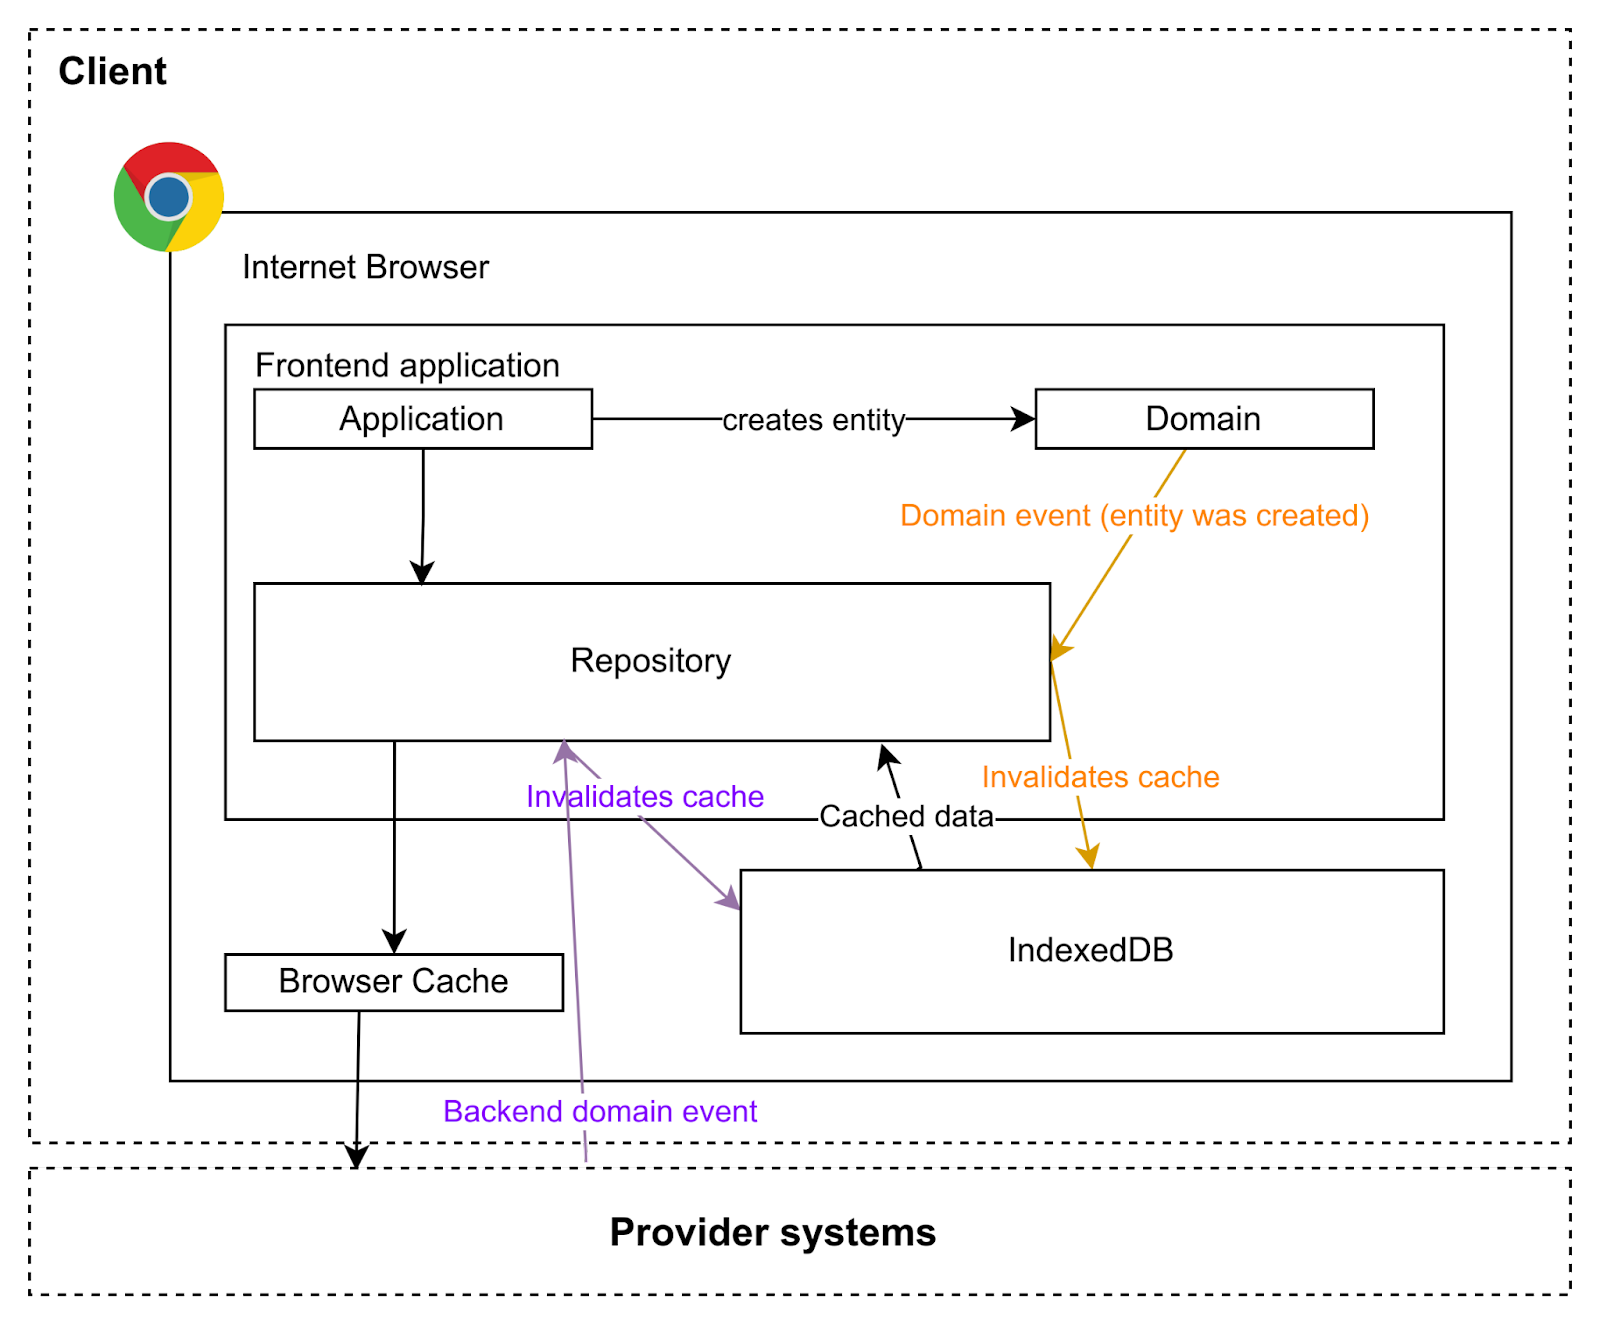 Client
Internet Browser
Frontend application
Application
creates entity
Domain
Domain event (entity was created)
Repository
Invalidates cache
Invalidates cache
Cached data
IndexedDB
Browser Cache
Backend domain event
Provider systems